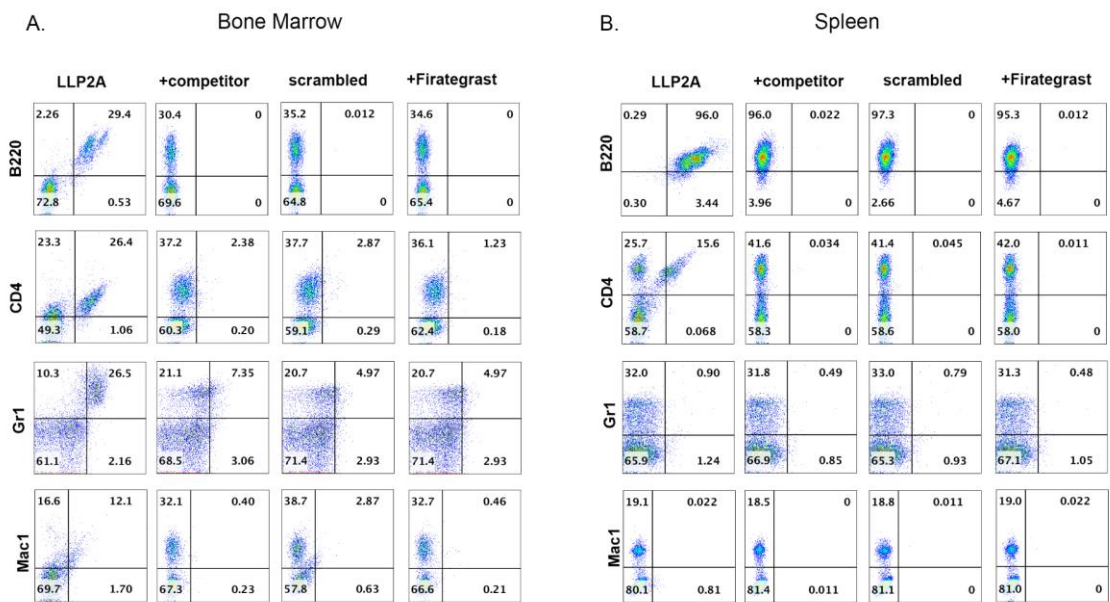 A. Bone Marrow B. Spleen
LLP2A +competitor scrambled +Firategrast LLP2A +competitor scrambled +Firategrast
B220 2.26 29.4 30.4 0 35.2 0.012 34.6 0 B220 0.29 96.0 96.0 0.022 97.3 0 95.3 0.012
72.8 0.53 69.6 0 64.8 0 65.4 0 0.30 3.44 3.96 0 2.66 0 4.67 0
CD4 23.3 26.4 37.2 2.38 37.7 2.87 36.1 1.23 CD4 25.7 15.6 41.6 0.034 41.4 0.045 42.0 0.011
49.3 1.06 60.3 0.20 59.1 0.29 62.4 0.18 58.7 0.068 58.3 0 58.6 0 58.0 0
Gr1 10.3 26.5 21.1 7.35 20.7 4.97 20.7 4.97 Gr1 32.0 0.90 31.8 0.49 33.0 0.79 31.3 0.48
61.1 2.16 68.5 3.06 71.4 2.93 71.4 2.93 65.9 1.24 66.9 0.85 65.3 0.93 67.1 1.05
Mac1 16.6 12.1 32.1 0.40 38.7 2.87 32.7 0.46 Mac1 19.1 0.022 18.5 0 18.8 0.011 19.0 0.022
69.7 1.70 67.3 0.23 57.8 0.63 66.6 0.21 80.1 0.81 81.4 0.011 81.1 0 81.0 0